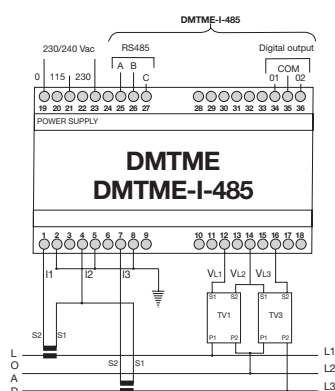 DMTME-I-485
230/240 Vac RS485 Digital output
A B COM
0 115 230 C 01 02
19 20 21 22 23 24 25 26 27 28 29 30 31 32 33 34 35 36
POWER SUPPLY
DMTME
DMTME-I-485
1 2 3 4 5 6 7 8 9 10 11 12 13 14 15 16 17 18
I1 I2 I3 VL1 VL2 VL3
S1 S2 S1 S2
TV1 TV3
S2 S1 P1 P2 P1 P2
L L1
O S2 S1 L2
A
D L3